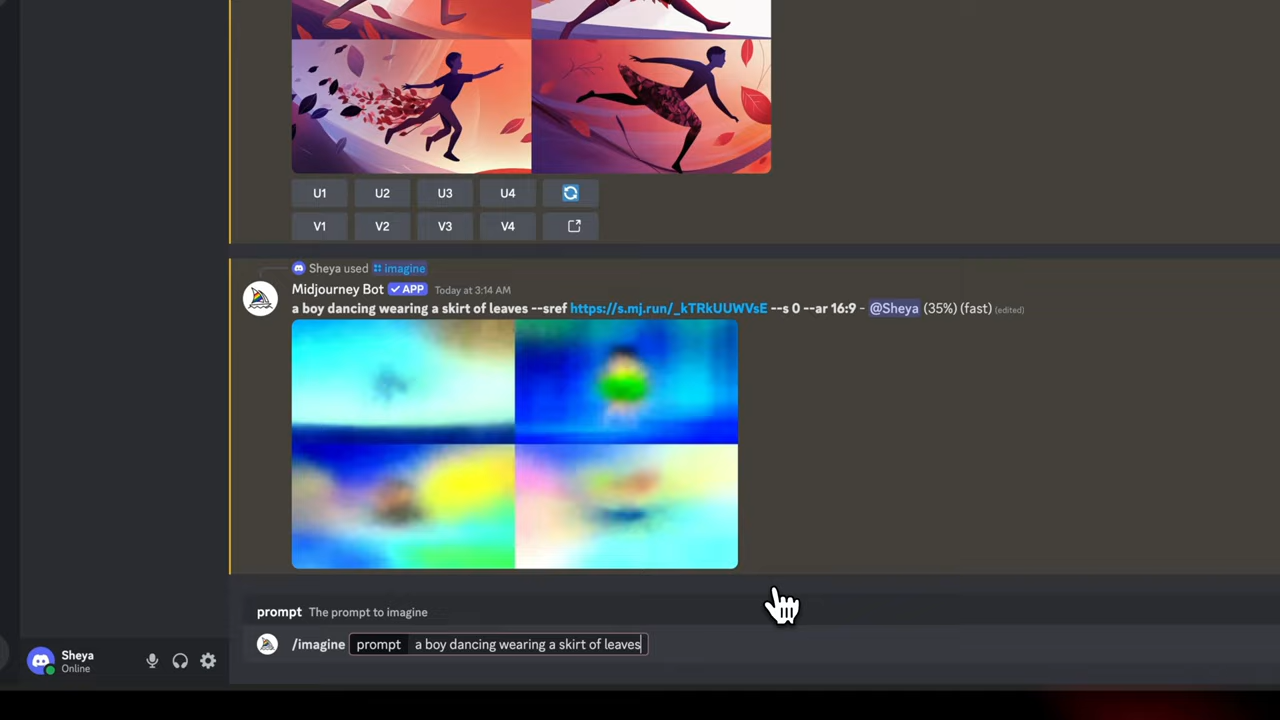 U1 U2 U3 U4
V1 V2 V3 V4
Sheya used imagine
Midjourney Bot ✓ APP Today at 3:14 AM
a boy dancing wearing a skirt of leaves --sref https://s.mj.run/_kTRkUUWVsE --s 0 --ar 16:9 - @Sheya (35%) (fast) (edited)
prompt The prompt to imagine
/imagine prompt a boy dancing wearing a skirt of leaves
Sheya
Online